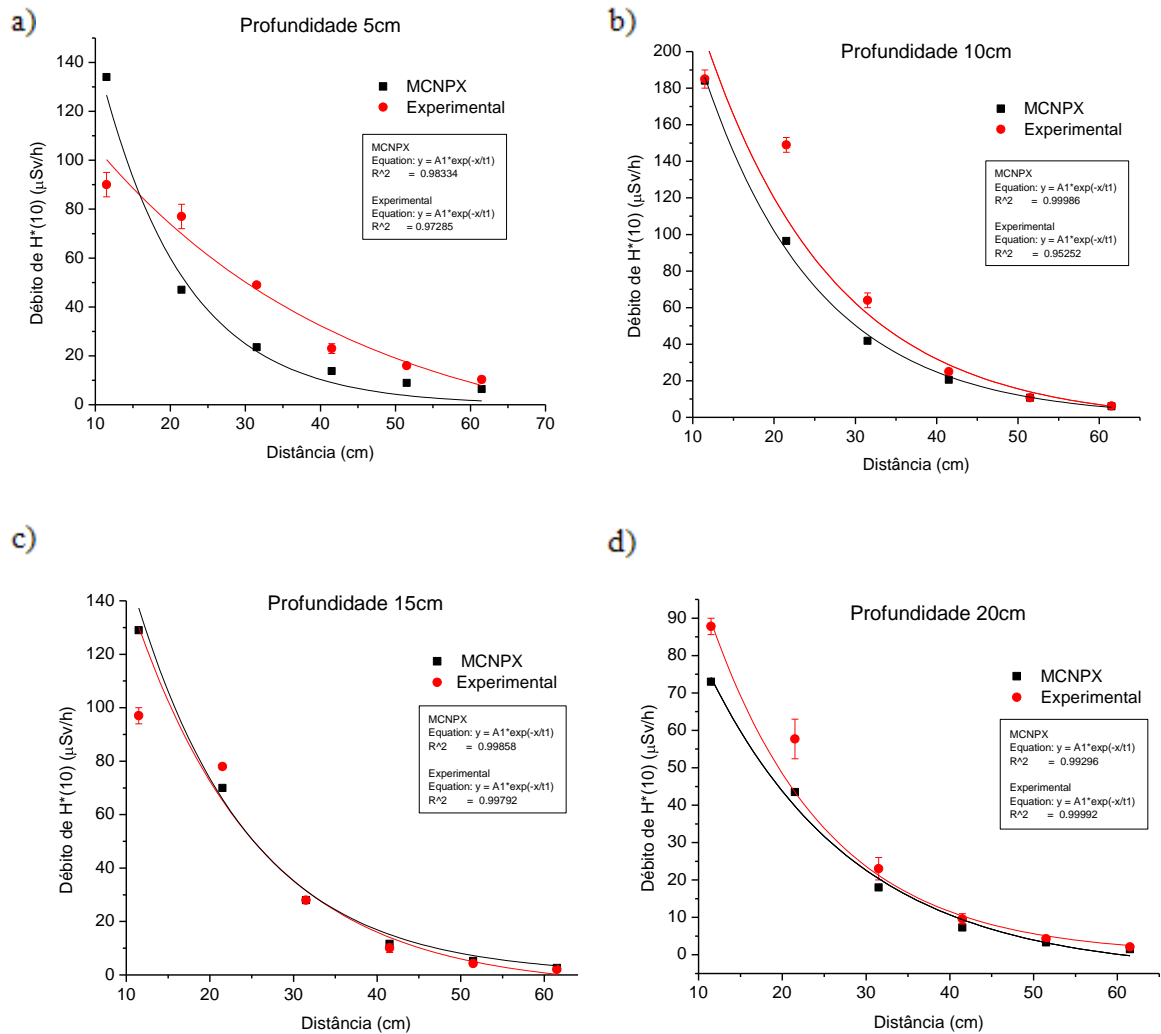 a)
Profundidade 5cm
140
120
100
80
60
40
20
0
Débito de H*(10) (μSv/h)
MCNPX
Experimental
MCNPX
Equation: y = A1*exp(-x/t1)
R^2 = 0.98334
Experimental
Equation: y = A1*exp(-x/t1)
R^2 = 0.97285
10 20 30 40 50 60 70
Distância (cm)
b)
Profundidade 10cm
200
180
160
140
120
100
80
60
40
20
0
Débito de H*(10) (μSv/h)
MCNPX
Experimental
MCNPX
Equation: y = A1*exp(-x/t1)
R^2 = 0.99986
Experimental
Equation: y = A1*exp(-x/t1)
R^2 = 0.95252
10 20 30 40 50 60
Distância (cm)
c)
Profundidade 15cm
140
120
100
80
60
40
20
0
Débito de H*(10) (μSv/h)
MCNPX
Experimental
MCNPX
Equation: y = A1*exp(-x/t1)
R^2 = 0.99858
Experimental
Equation: y = A1*exp(-x/t1)
R^2 = 0.99792
10 20 30 40 50 60
Distância (cm)
d)
Profundidade 20cm
90
80
70
60
50
40
30
20
10
0
Débito de H*(10) (μSv/h)
MCNPX
Experimental
MCNPX
Equation: y = A1*exp(-x/t1)
R^2 = 0.99296
Experimental
Equation: y = A1*exp(-x/t1)
R^2 = 0.99992
10 20 30 40 50 60
Distância (cm)